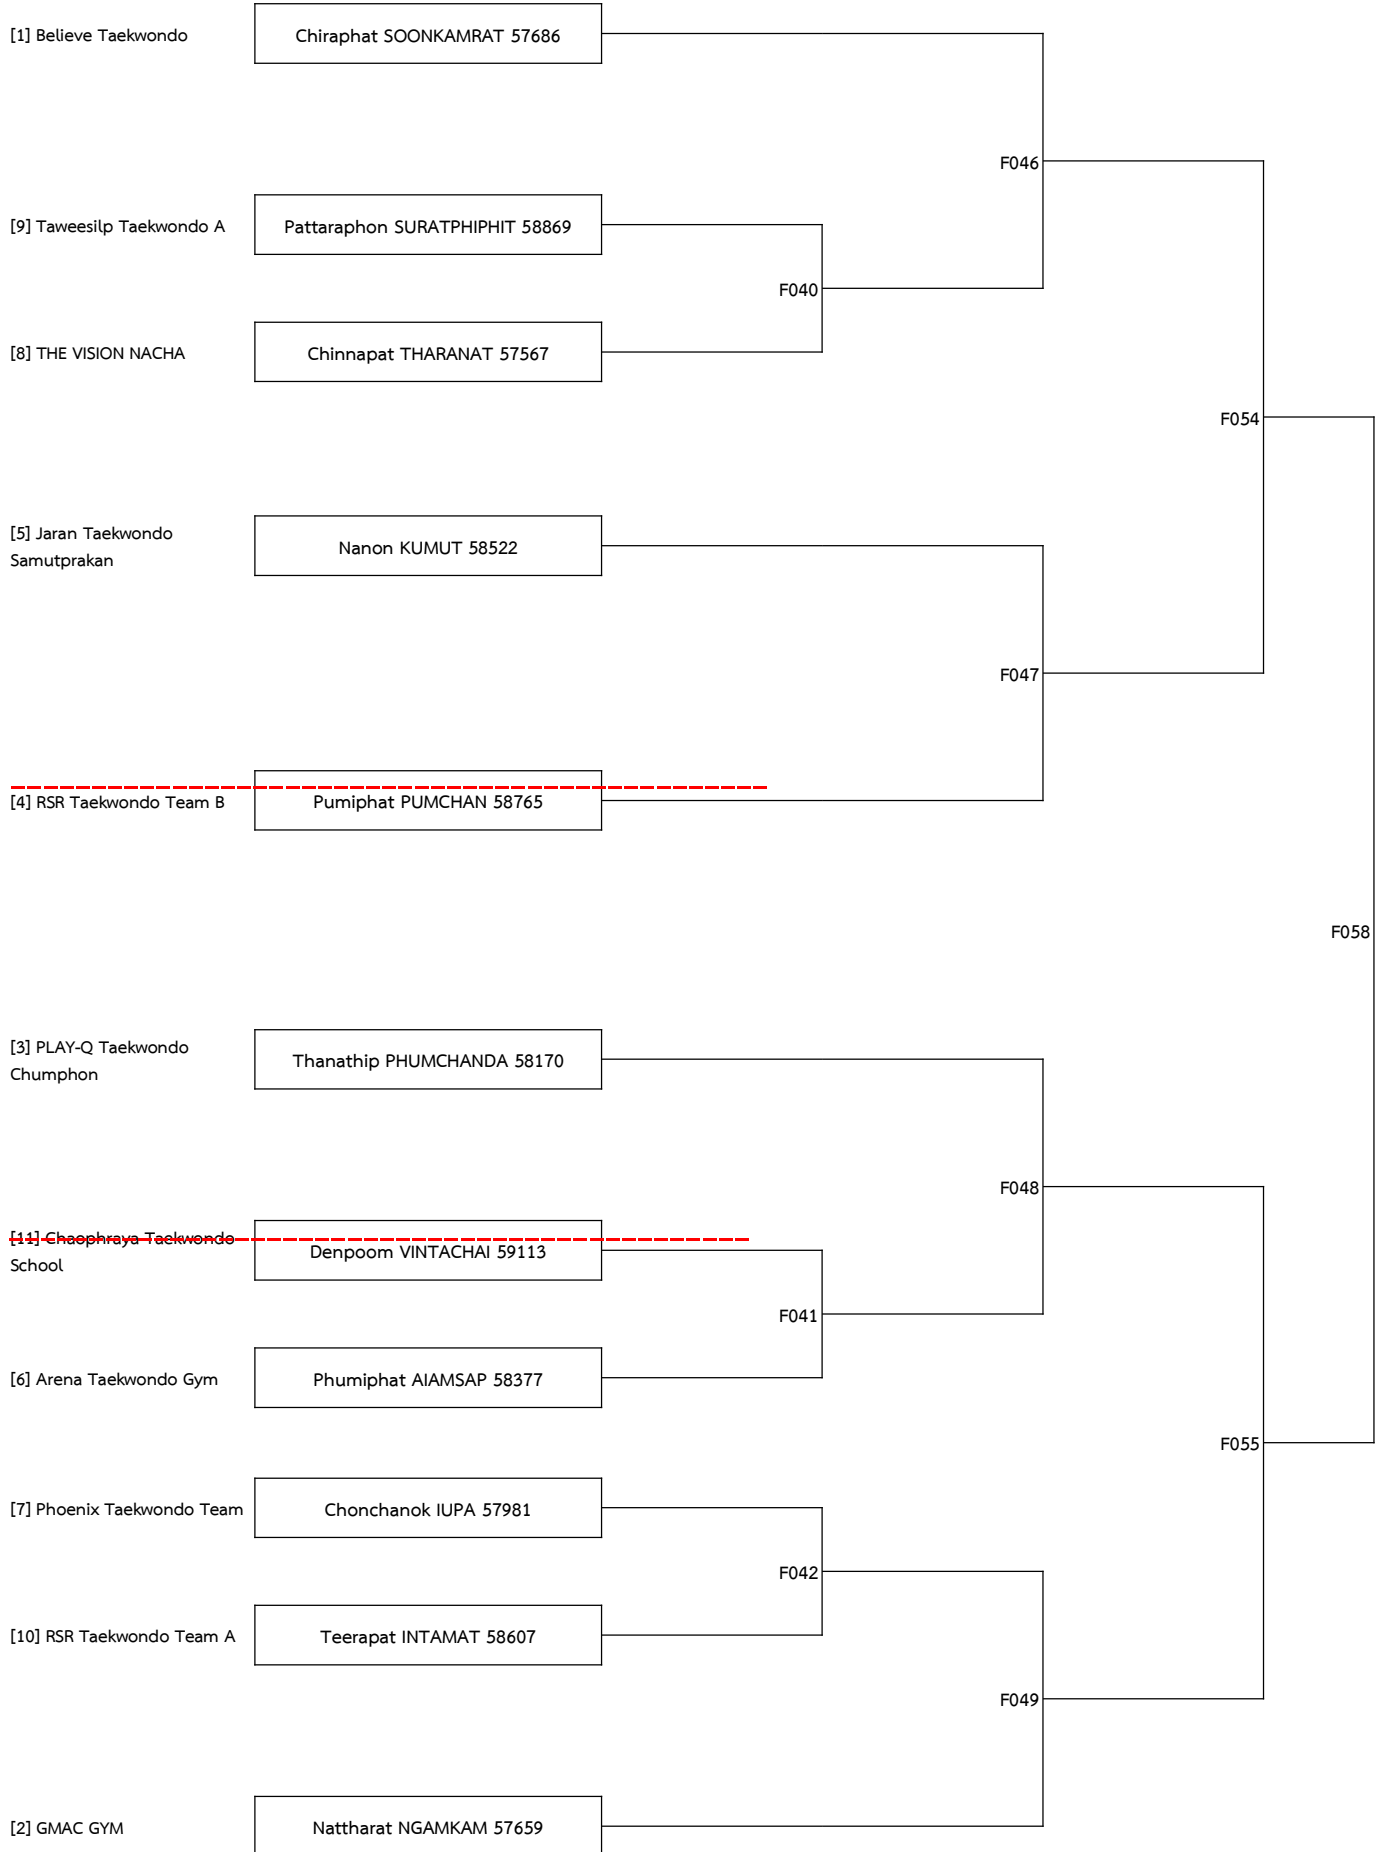 [1] Believe Taekwondo
Chiraphat SOONKAMRAT 57686
F046
[9] Taweesilp Taekwondo A
Pattaraphon SURATPHIPHIT 58869
F040
[8] THE VISION NACHA
Chinnapat THARANAT 57567
F054
[5] Jaran Taekwondo
Samutprakan
Nanon KUMUT 58522
F047
[4] RSR Taekwondo Team B
Pumiphat PUMCHAN 58765
F058
[3] PLAY-Q Taekwondo
Chumphon
Thanathip PHUMCHANDA 58170
F048
[11] Chaophraya Taekwondo
School
Denpoom VINTACHAI 59113
F041
[6] Arena Taekwondo Gym
Phumiphat AIAMSAP 58377
F055
[7] Phoenix Taekwondo Team
Chonchanok IUPA 57981
F042
[10] RSR Taekwondo Team A
Teerapat INTAMAT 58607
F049
[2] GMAC GYM
Nattharat NGAMKAM 57659